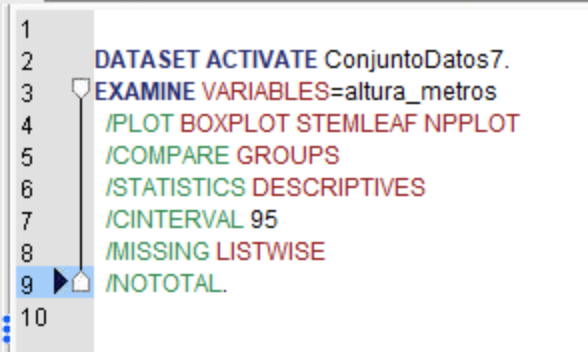 1
2 DATASET ACTIVATE ConjuntoDatos7.
3 EXAMINE VARIABLES=altura_metros
4 /PLOT BOXPLOT STEMLEAF NPPLOT
5 /COMPARE GROUPS
6 /STATISTICS DESCRIPTIVES
7 /CINTERVAL 95
8 /MISSING LISTWISE
9 /NOTOTAL.
10